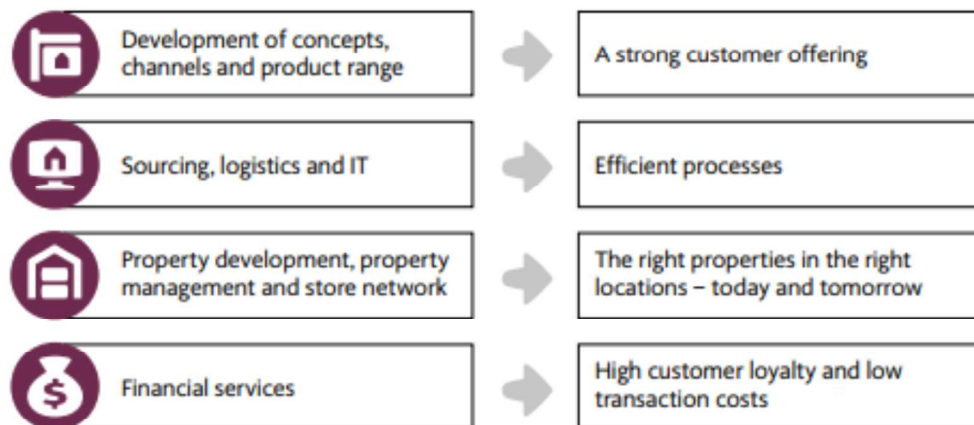 Development of concepts,
channels and product range
A strong customer offering
Sourcing, logistics and IT
Efficient processes
Property development, property
management and store network
The right properties in the right
locations – today and tomorrow
$
Financial services
High customer loyalty and low
transaction costs